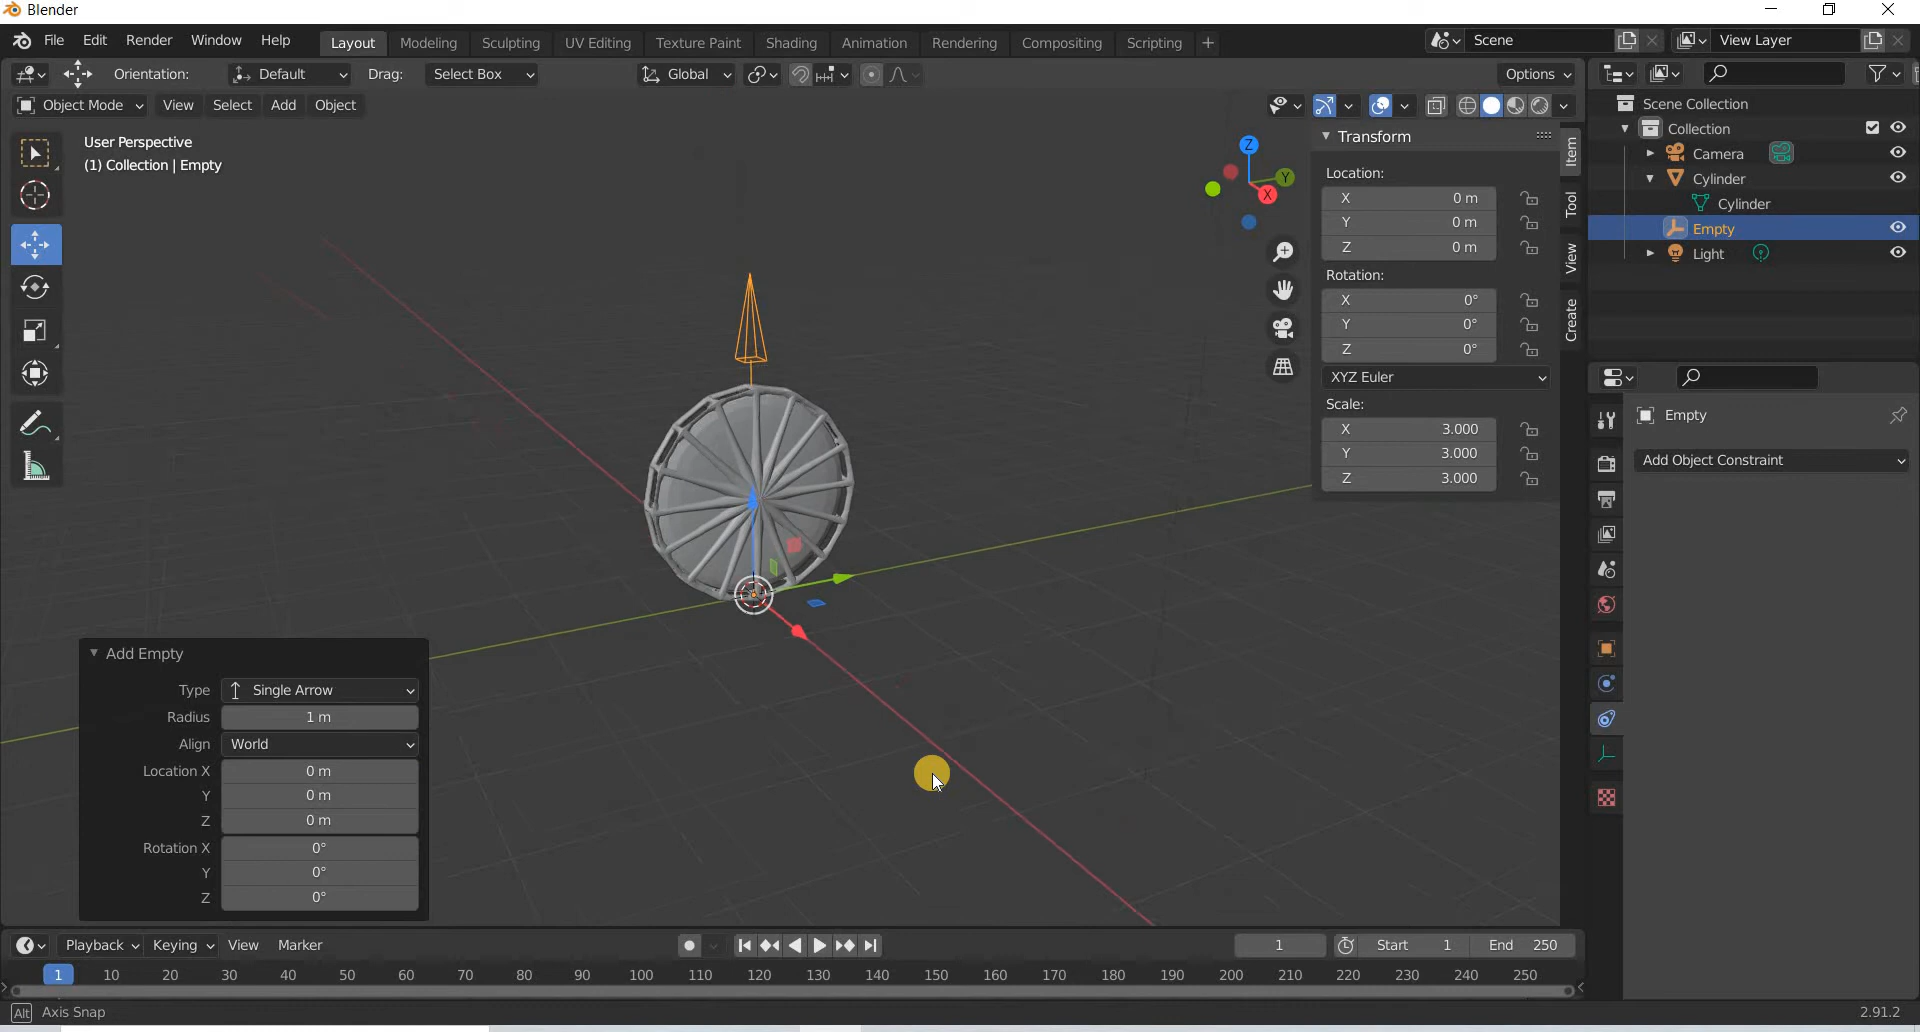 Blender
File Edit Render Window Help Layout Modeling Sculpting UV Editing Texture Paint Shading Animation Rendering Compositing Scripting + Scene View Layer
Orientation: Default Drag: Select Box Global Options
Object Mode View Select Add Object
User Perspective
(1) Collection | Empty
Z
Y
X
Transform
Location:
X 0 m
Y 0 m
Z 0 m
Rotation:
X 0°
Y 0°
Z 0°
XYZ Euler
Scale:
X 3.000
Y 3.000
Z 3.000
Item
Tool
View
Create
Scene Collection
Collection
Camera
Cylinder
Cylinder
Empty
Light
Empty
Add Object Constraint
Add Empty
Type Single Arrow
Radius 1 m
Align World
Location X 0 m
Y 0 m
Z 0 m
Rotation X 0°
Y 0°
Z 0°
Playback Keying View Marker 1 Start 1 End 250
1 10 20 30 40 50 60 70 80 90 100 110 120 130 140 150 160 170 180 190 200 210 220 230 240 250
Alt Axis Snap 2.91.2